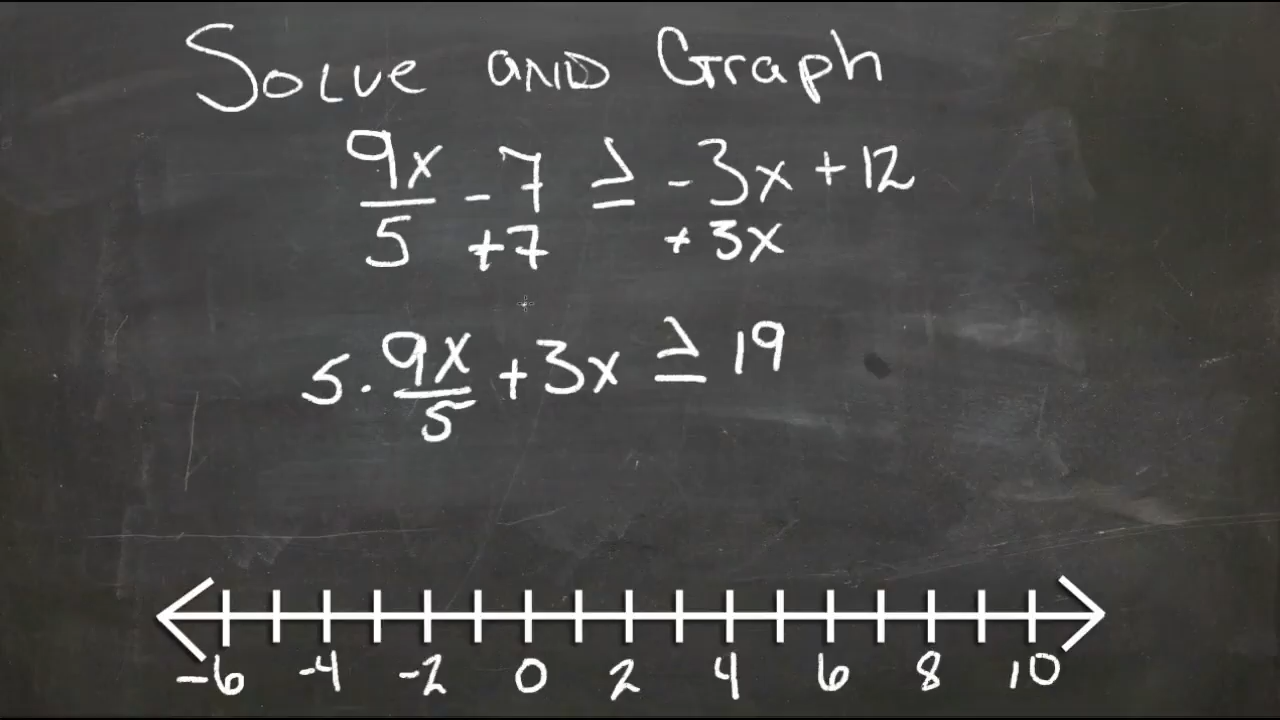 Solve and Graph
9x/5 - 7 ≥ -3x + 12
+7 +3x
5 · 9x/5 + 3x ≥ 19
-6 -4 -2 0 2 4 6 8 10